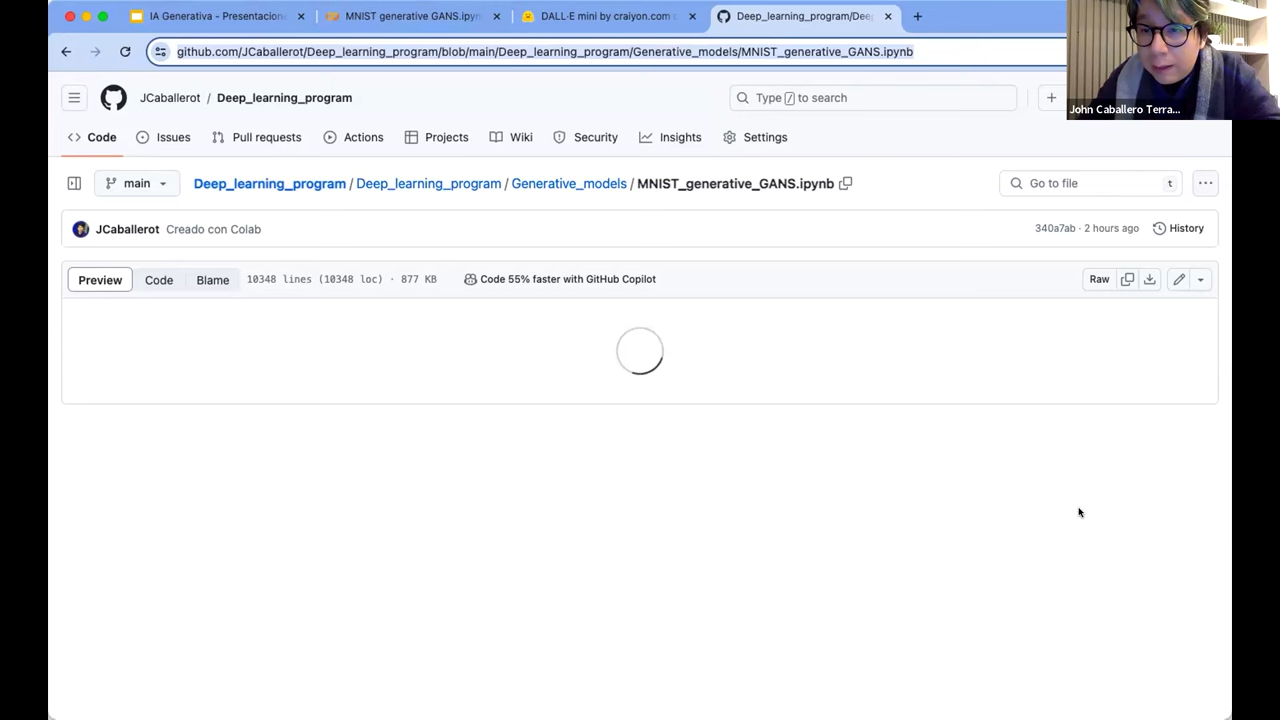 IA Generativa - Presentacion
MNIST generative GANS.ipyn
DALL·E mini by craiyon.com
Deep_learning_program/Dee
github.com/JCaballerot/Deep_learning_program/blob/main/Deep_learning_program/Generative_models/MNIST_generative_GANS.ipynb
JCaballerot / Deep_learning_program
Type / to search
John Caballero Terra...
Code
Issues
Pull requests
Actions
Projects
Wiki
Security
Insights
Settings
main
Deep_learning_program / Deep_learning_program / Generative_models / MNIST_generative_GANS.ipynb
Go to file
t
JCaballerot Creado con Colab
340a7ab · 2 hours ago
History
Preview
Code
Blame
10348 lines (10348 loc) · 877 KB
Code 55% faster with GitHub Copilot
Raw